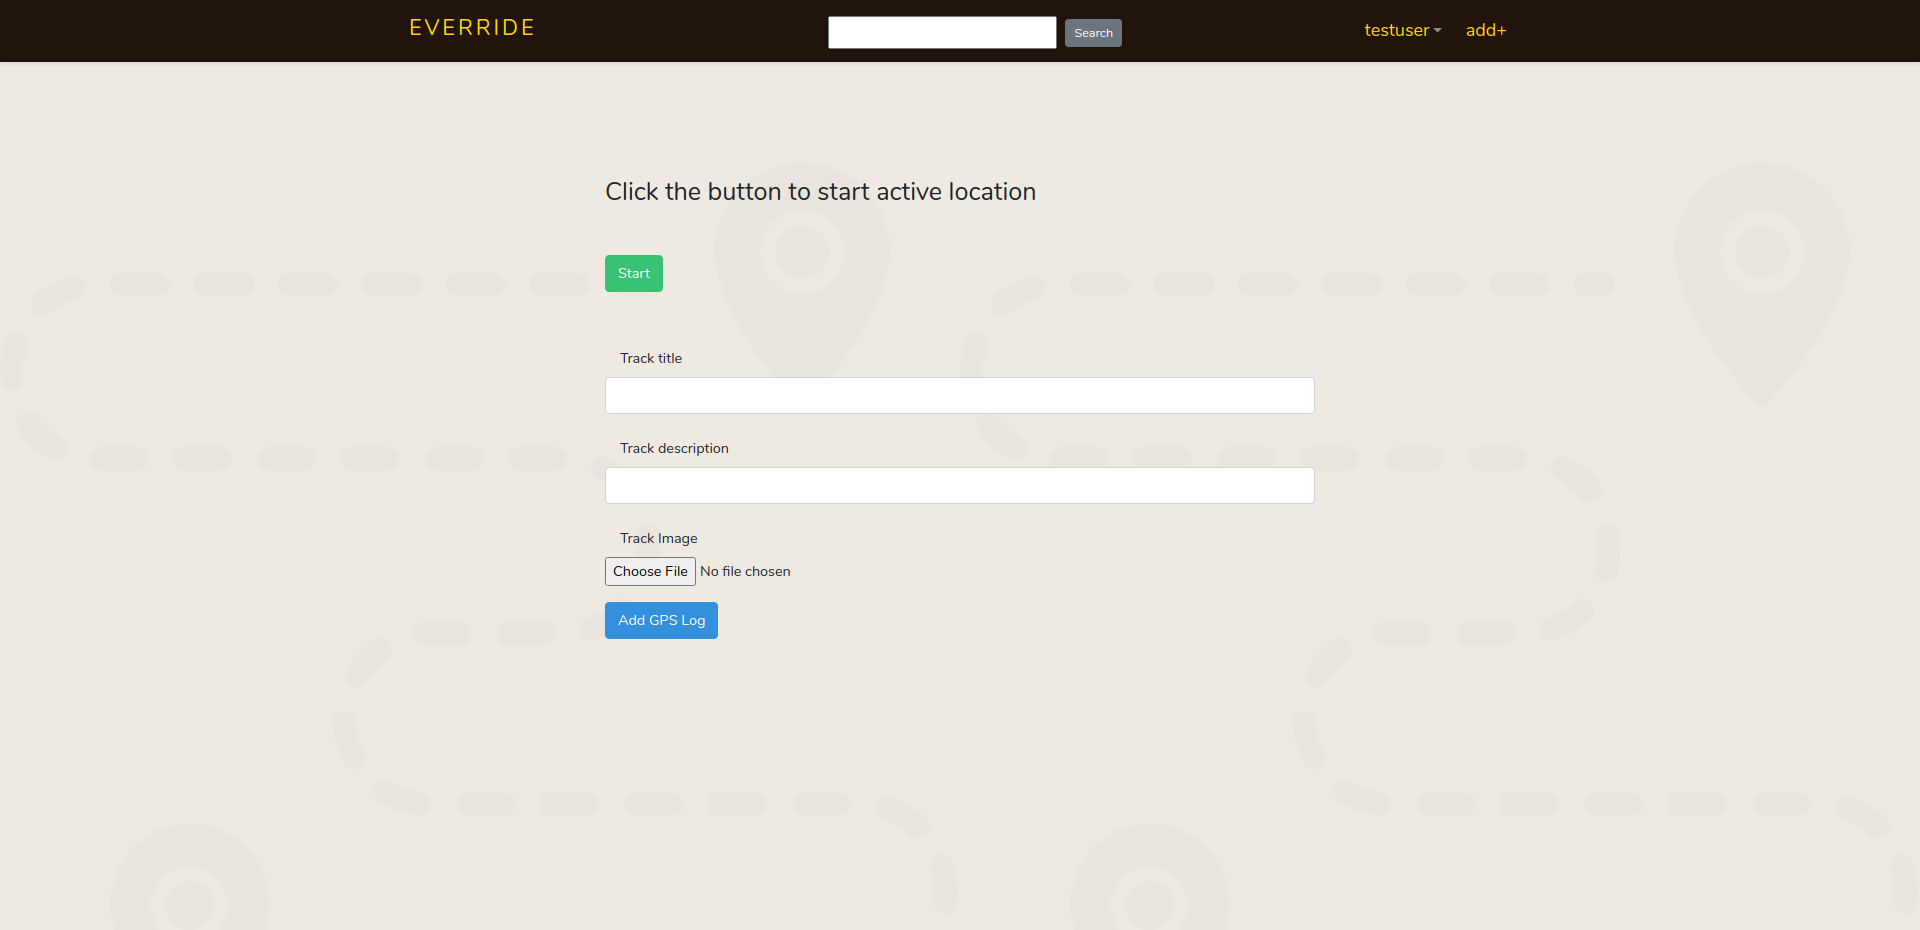 EVERRIDE
Search
testuser
add+
Click the button to start active location
Start
Track title
Track description
Track Image
Choose File No file chosen
Add GPS Log